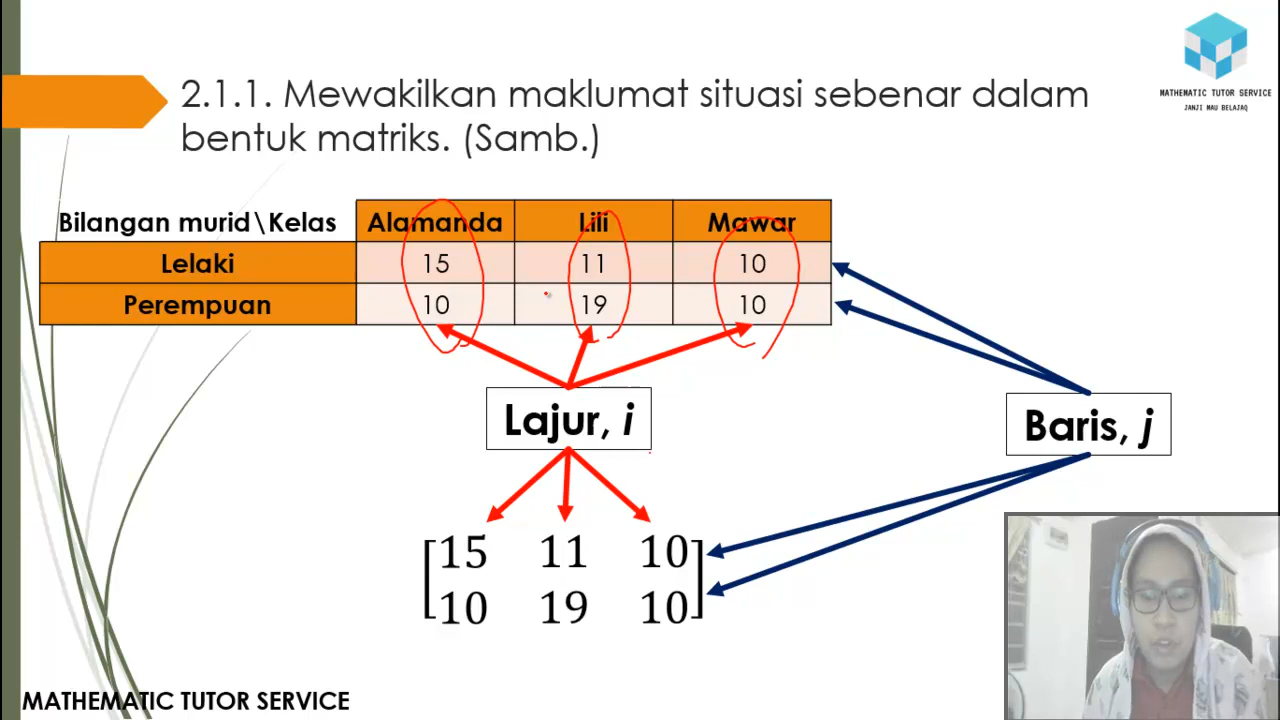 MATHEMATIC TUTOR SERVICE
JANJI MAU BELAJAQ
2.1.1. Mewakilkan maklumat situasi sebenar dalam
bentuk matriks. (Samb.)
Bilangan murid\Kelas Alamanda Lili Mawar
Lelaki 15 11 10
Perempuan 10 19 10
Lajur, i
Baris, j
15 11 10
10 19 10
MATHEMATIC TUTOR SERVICE